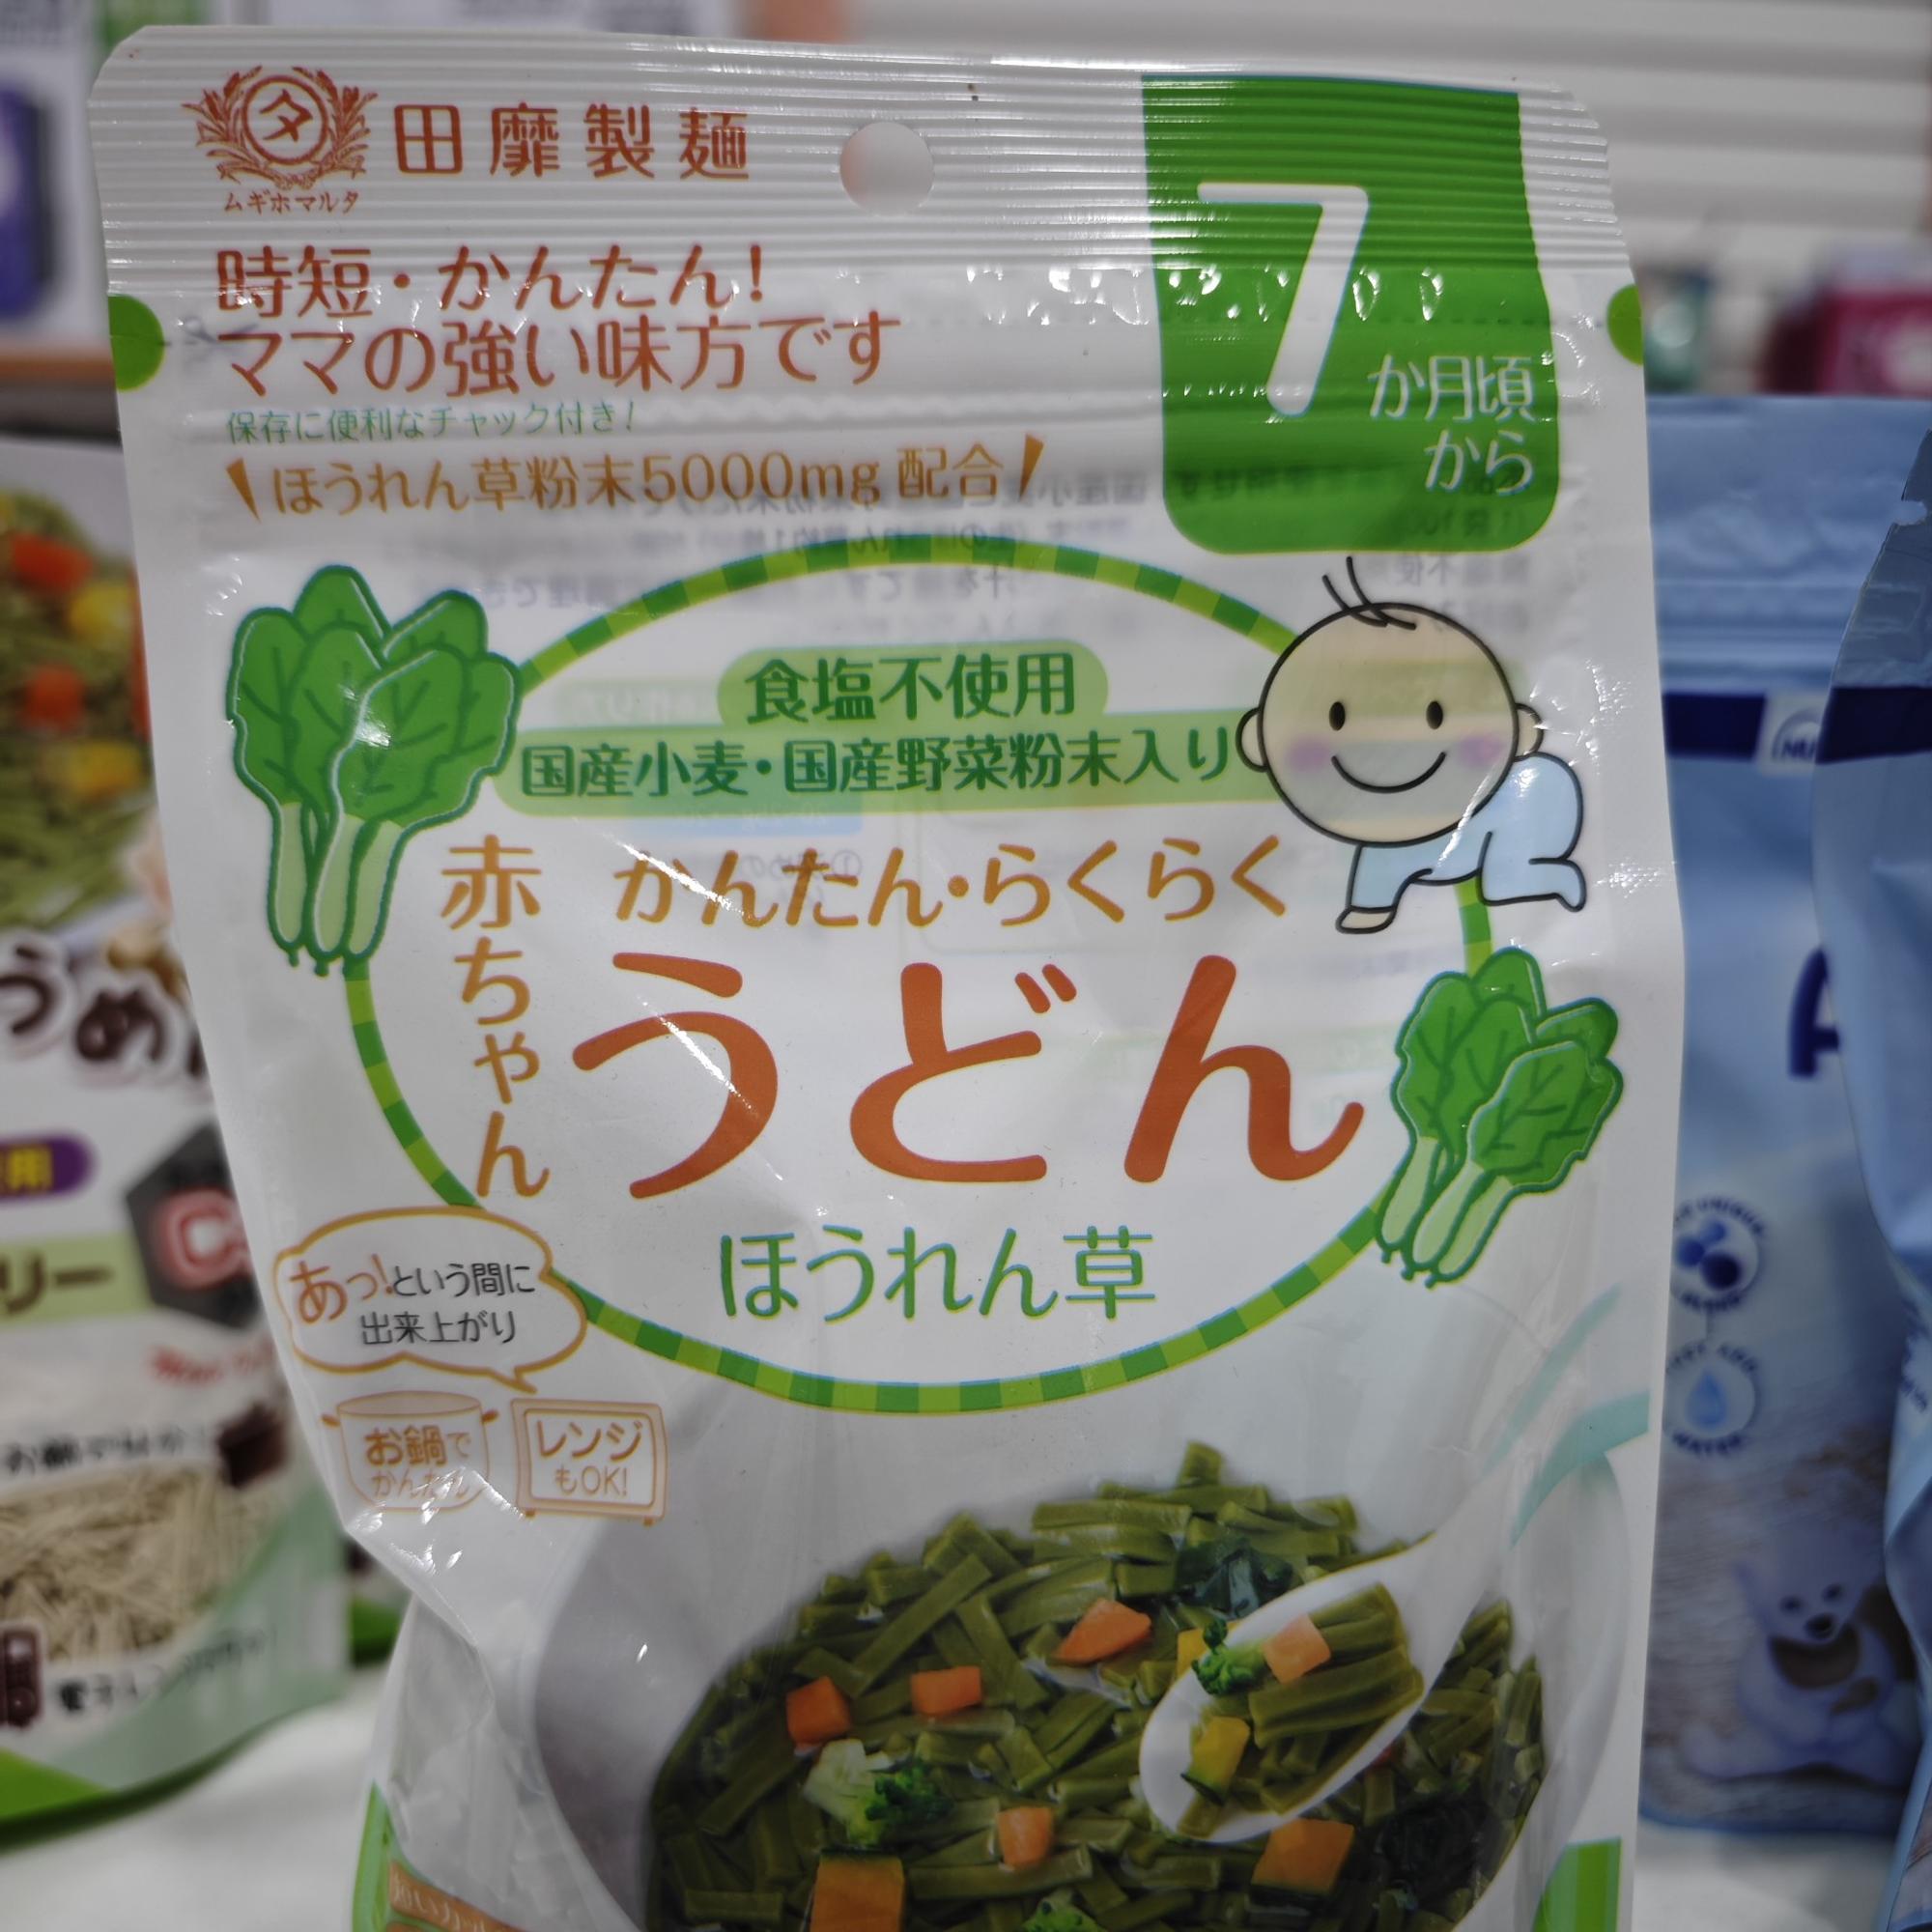 タ
田靡製麺
ムギホマルタ
時短・かんたん!
ママの強い味方です
保存に便利なチャック付き!
ほうれん草粉末5000mg 配合
7
か月頃
から
食塩不使用
国産小麦・国産野菜粉末入り
赤ちゃん
かんたん・らくらく
うどん
ほうれん草
あっ!という間に
出来上がり
お鍋で
かんたん
レンジ
もOK!
うめ
用
リー